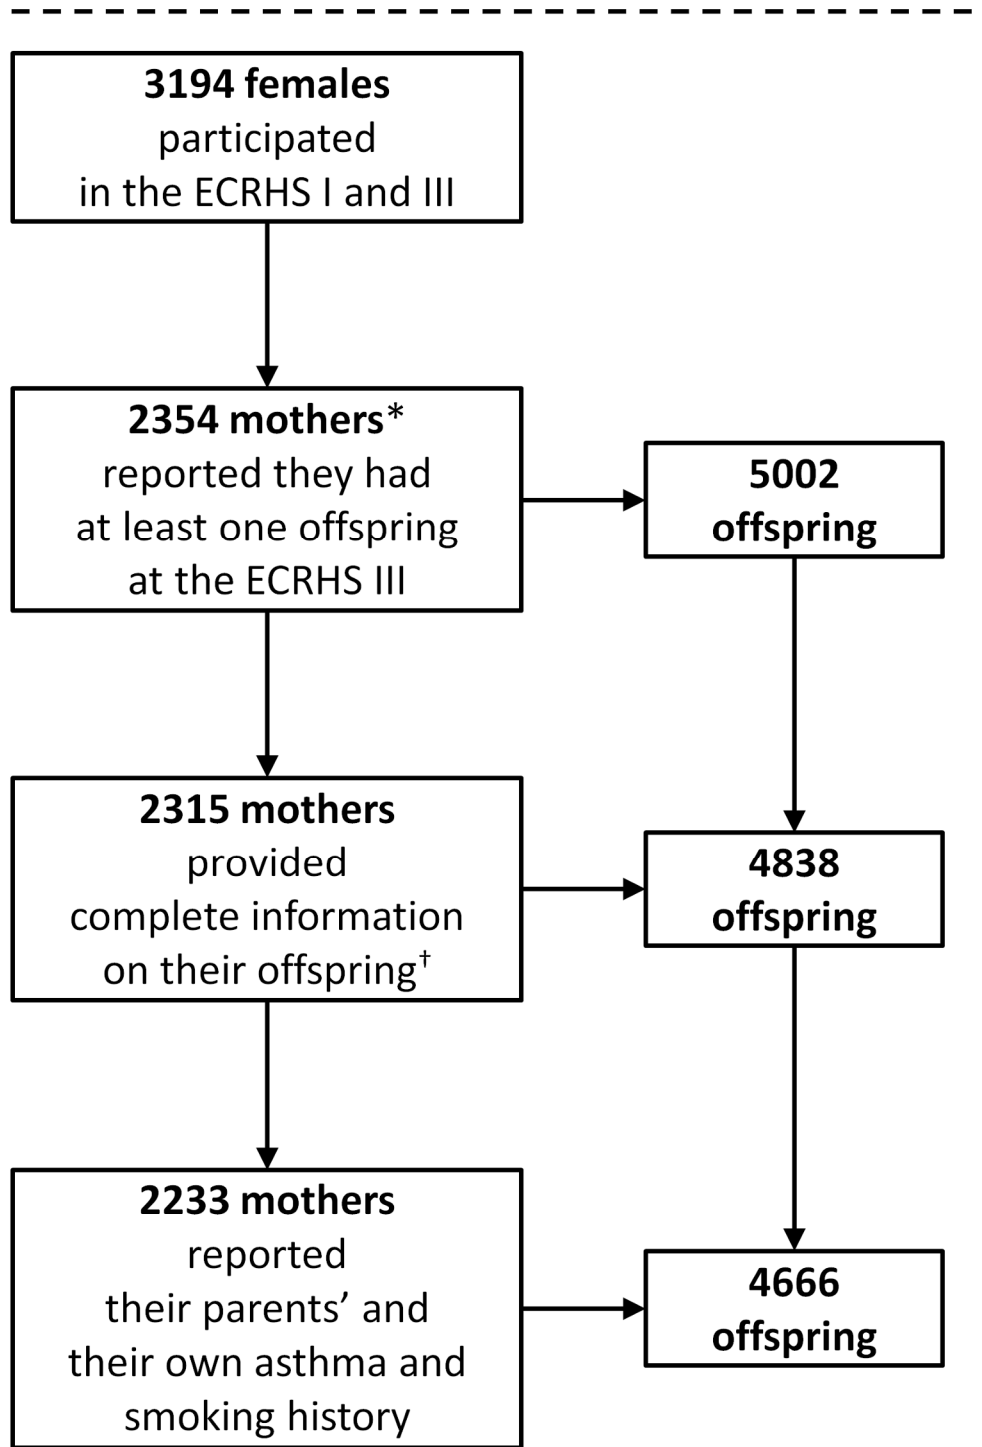 3194 females
participated
in the ECRHS I and III
2354 mothers*
reported they had
at least one offspring
at the ECRHS III
5002
offspring
2315 mothers
provided
complete information
on their offspring†
4838
offspring
2233 mothers
reported
their parents’ and
their own asthma and
smoking history
4666
offspring